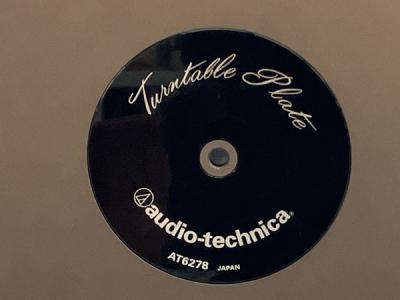 Turntable Plate
audio-technica®
AT6278 JAPAN